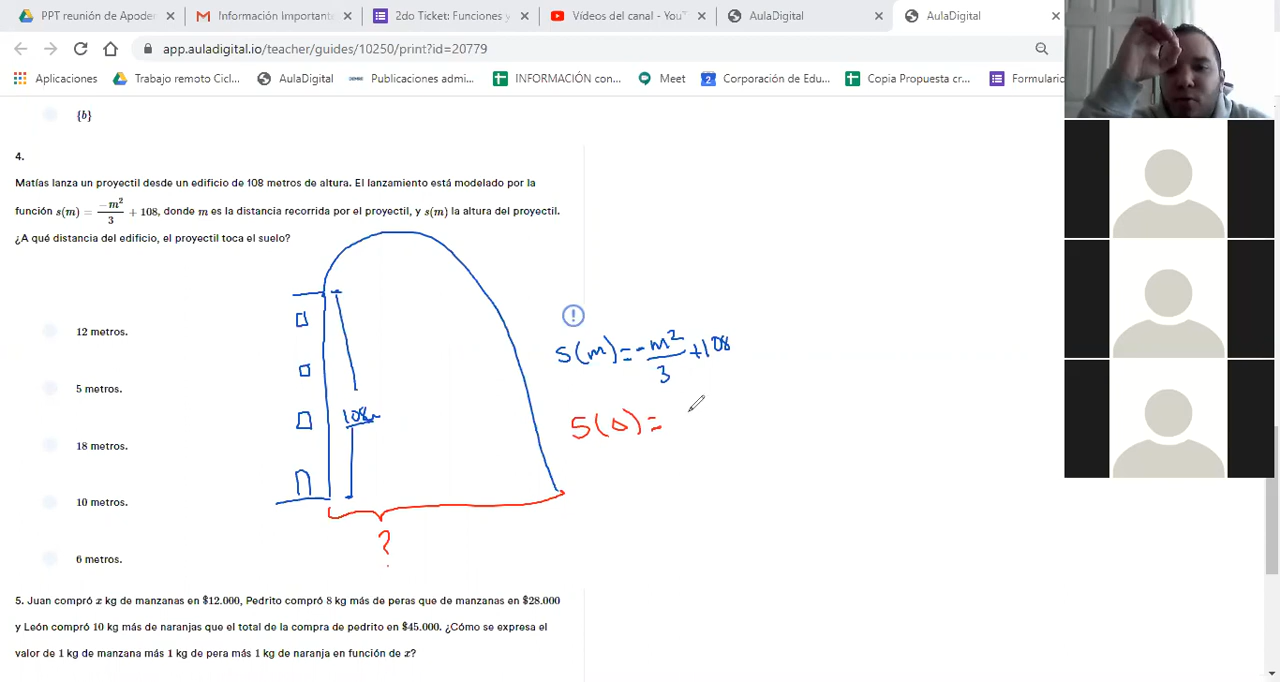 PPT reunión de Apoder
Información Importante
2do Ticket: Funciones y
Vídeos del canal - YouT
AulaDigital
AulaDigital
app.auladigital.io/teacher/guides/10250/print?id=20779
Aplicaciones
Trabajo remoto Cicl...
AulaDigital
Publicaciones admi...
INFORMACIÓN con...
Meet
Corporación de Edu...
Copia Propuesta cr...
Formulario
{b}
4.
Matías lanza un proyectil desde un edificio de 108 metros de altura. El lanzamiento está modelado por la
función s(m) = -m²/3 + 108, donde m es la distancia recorrida por el proyectil, y s(m) la altura del proyectil.
¿A qué distancia del edificio, el proyectil toca el suelo?
12 metros.
5 metros.
18 metros.
10 metros.
6 metros.
108m
?
s(m)=-m²/3+108
S(0)=
5. Juan compró x kg de manzanas en $12.000, Pedrito compró 8 kg más de peras que de manzanas en $28.000
y León compró 10 kg más de naranjas que el total de la compra de pedrito en $45.000. ¿Cómo se expresa el
valor de 1 kg de manzana más 1 kg de pera más 1 kg de naranja en función de x?